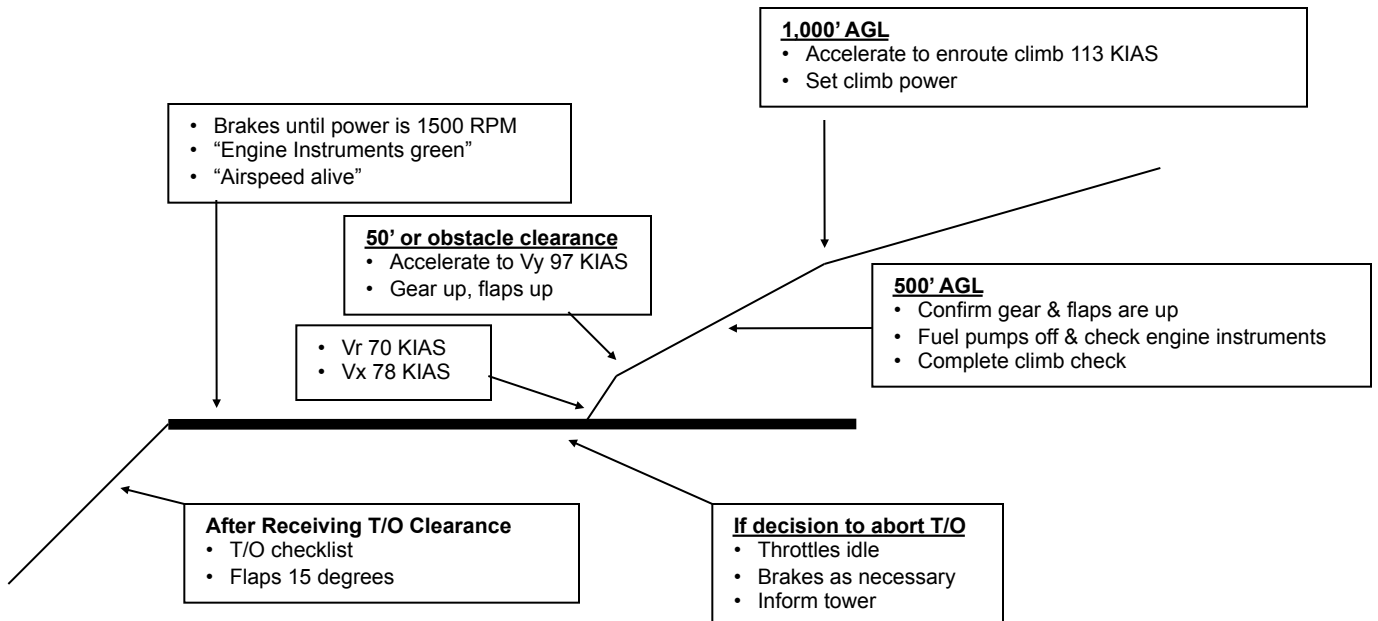 1,000’ AGL
• Accelerate to enroute climb 113 KIAS
• Set climb power
• Brakes until power is 1500 RPM
• “Engine Instruments green”
• “Airspeed alive”
50’ or obstacle clearance
• Accelerate to Vy 97 KIAS
• Gear up, flaps up
500’ AGL
• Confirm gear & flaps are up
• Fuel pumps off & check engine instruments
• Complete climb check
• Vr 70 KIAS
• Vx 78 KIAS
After Receiving T/O Clearance
• T/O checklist
• Flaps 15 degrees
If decision to abort T/O
• Throttles idle
• Brakes as necessary
• Inform tower